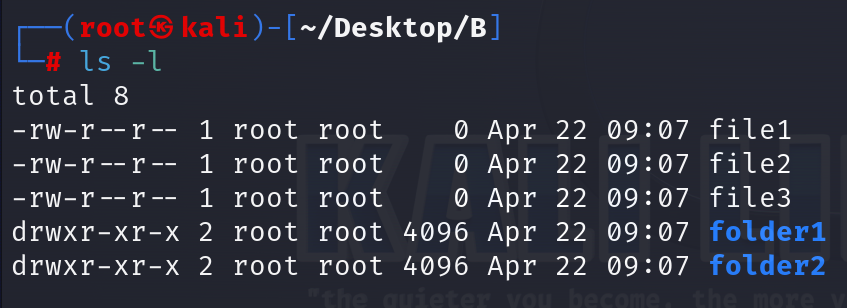 ┌──(root㉿kali)-[~/Desktop/B]
└─# ls -l
total 8
-rw-r--r-- 1 root root    0 Apr 22 09:07 file1
-rw-r--r-- 1 root root    0 Apr 22 09:07 file2
-rw-r--r-- 1 root root    0 Apr 22 09:07 file3
drwxr-xr-x 2 root root 4096 Apr 22 09:07 folder1
drwxr-xr-x 2 root root 4096 Apr 22 09:07 folder2
"the quieter you become, the more y